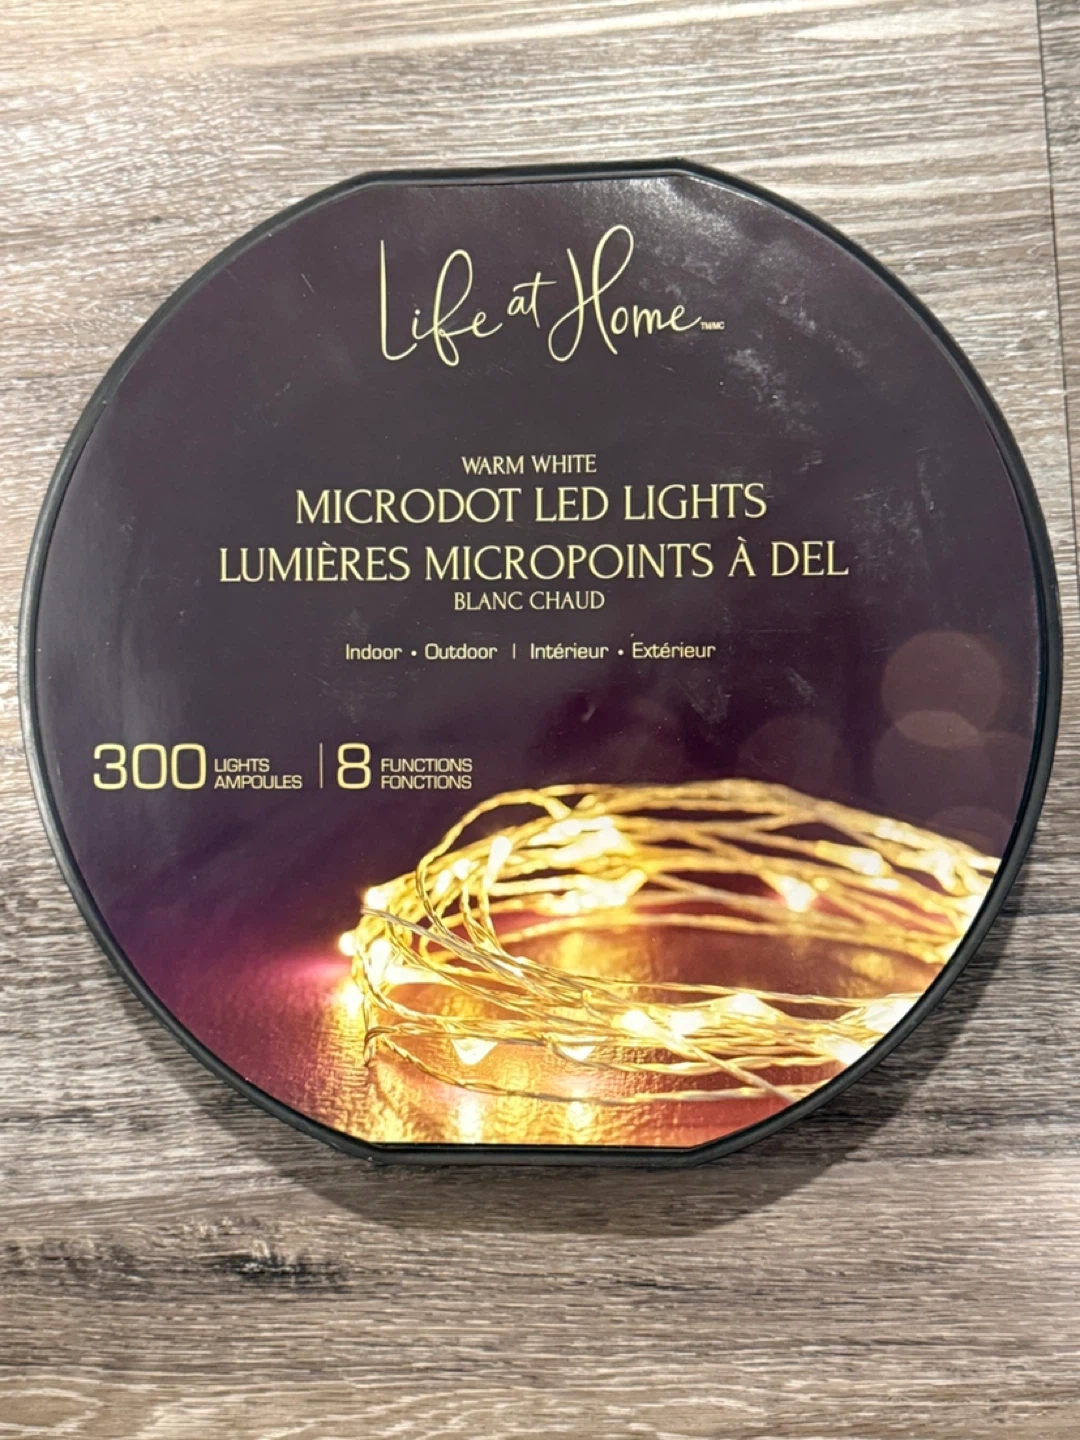 Life at Home TM/MC
WARM WHITE
MICRODOT LED LIGHTS
LUMIÈRES MICROPOINTS À DEL
BLANC CHAUD
Indoor • Outdoor | Intérieur • Extérieur
300 LIGHTS AMPOULES | 8 FUNCTIONS FONCTIONS